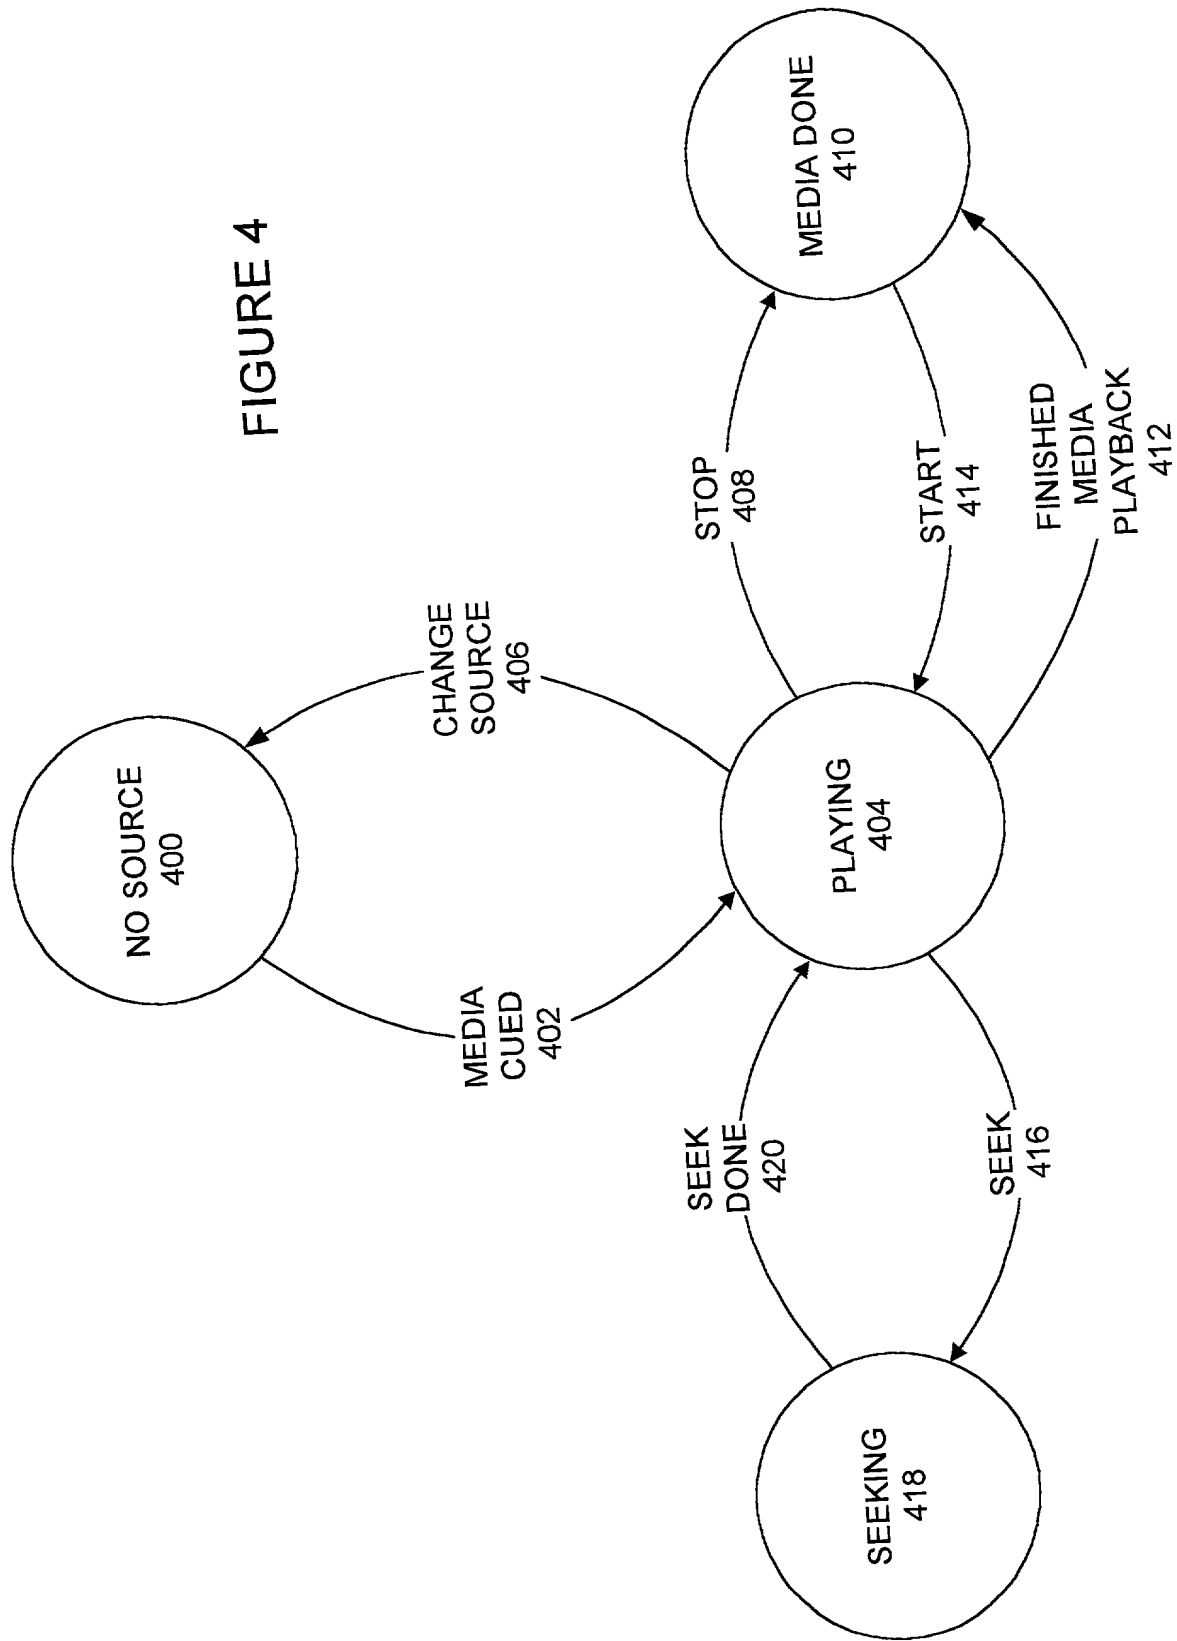 FIGURE 4
NO SOURCE
400
MEDIA
CUED
402
CHANGE
SOURCE
406
SEEK
DONE
420
STOP
408
SEEKING
418
PLAYING
404
MEDIA DONE
410
START
414
SEEK
416
FINISHED
MEDIA
PLAYBACK
412